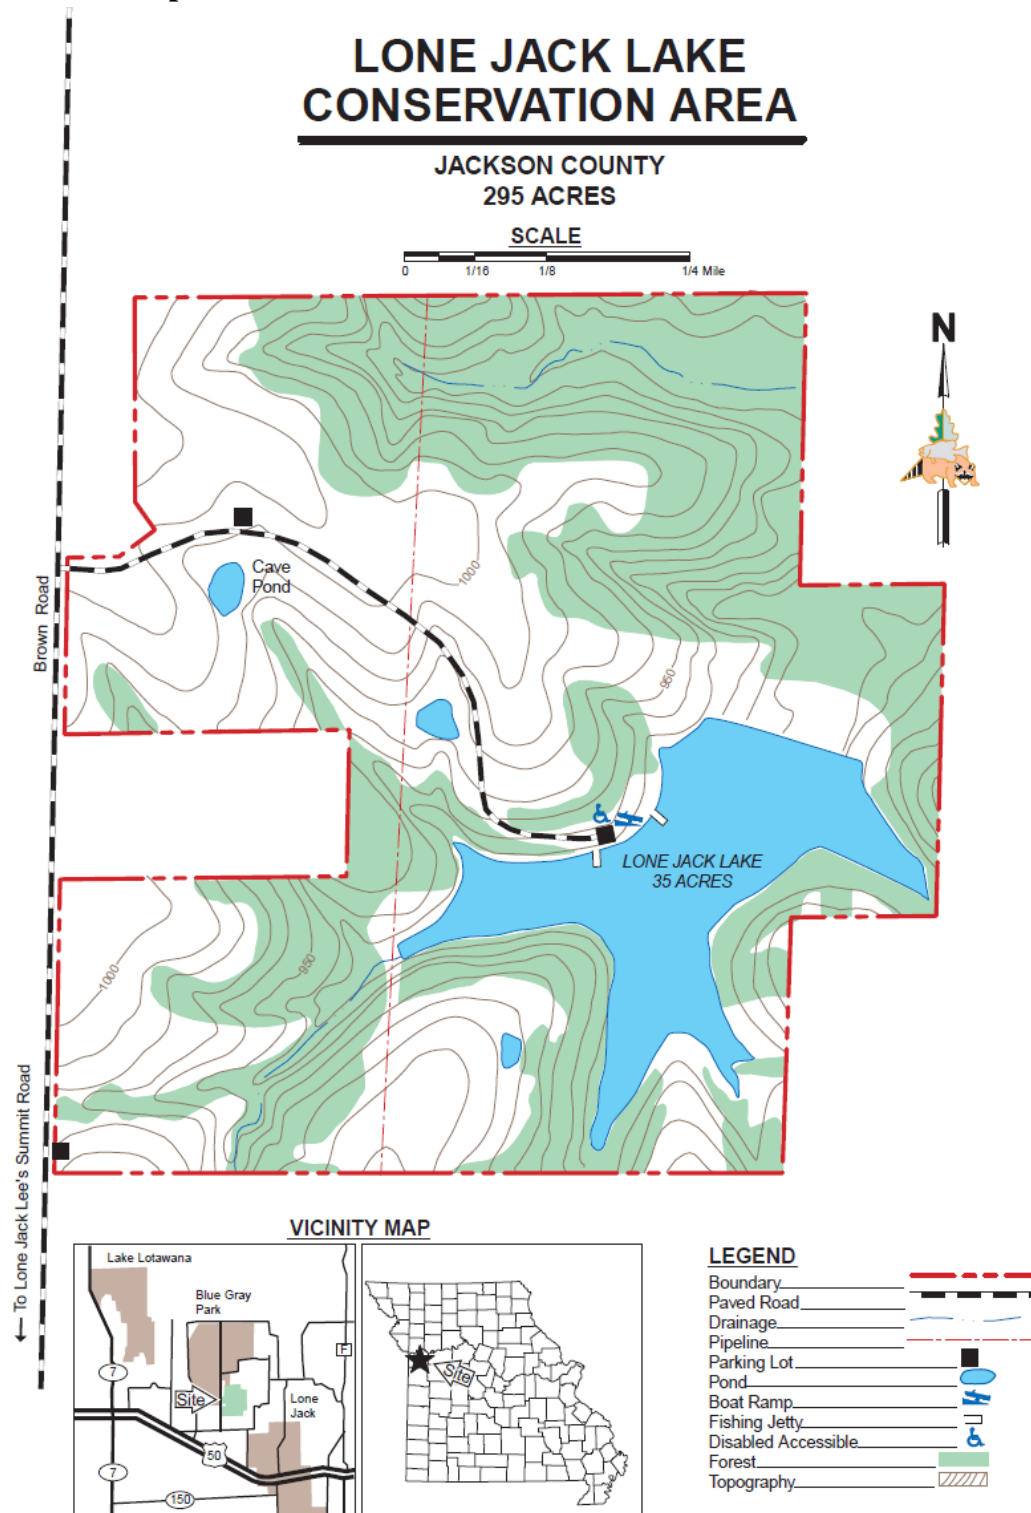 LONE JACK LAKE
CONSERVATION AREA
JACKSON COUNTY
295 ACRES
SCALE
0 1/16 1/8 1/4 Mile
N
Cave
Pond
1000
Brown Road
950
LONE JACK LAKE
35 ACRES
950
1000
To Lone Jack Lee's Summit Road
VICINITY MAP
Lake Lotawana
Blue Gray
Park
F
7
Site
Lone
Jack
50
7
150
Site
LEGEND
Boundary
Paved Road
Drainage
Pipeline
Parking Lot
Pond
Boat Ramp
Fishing Jetty
Disabled Accessible
Forest
Topography